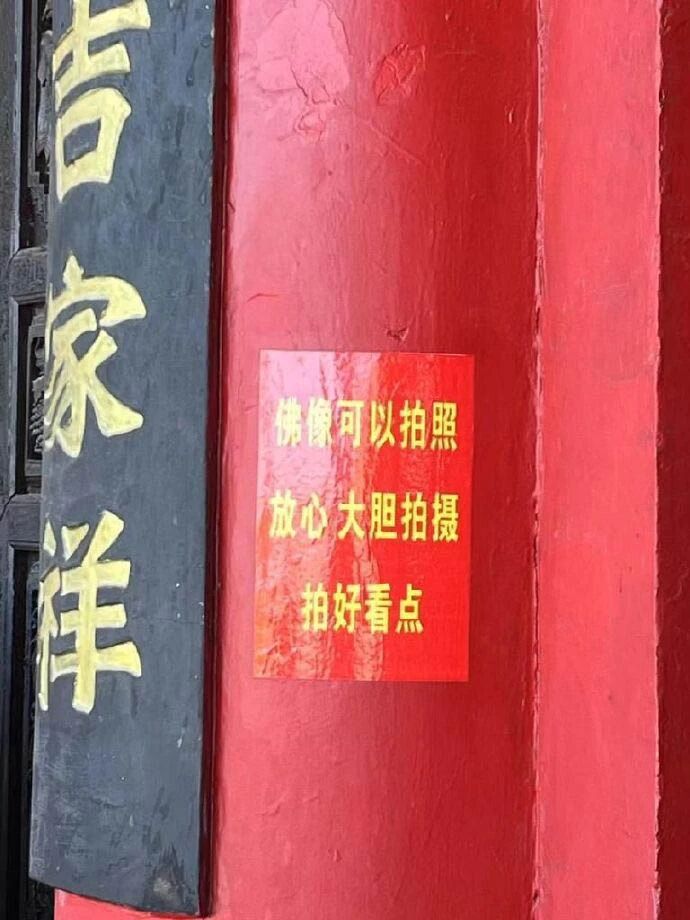 吉家祥
佛像可以拍照
放心 大胆拍摄
拍好看点